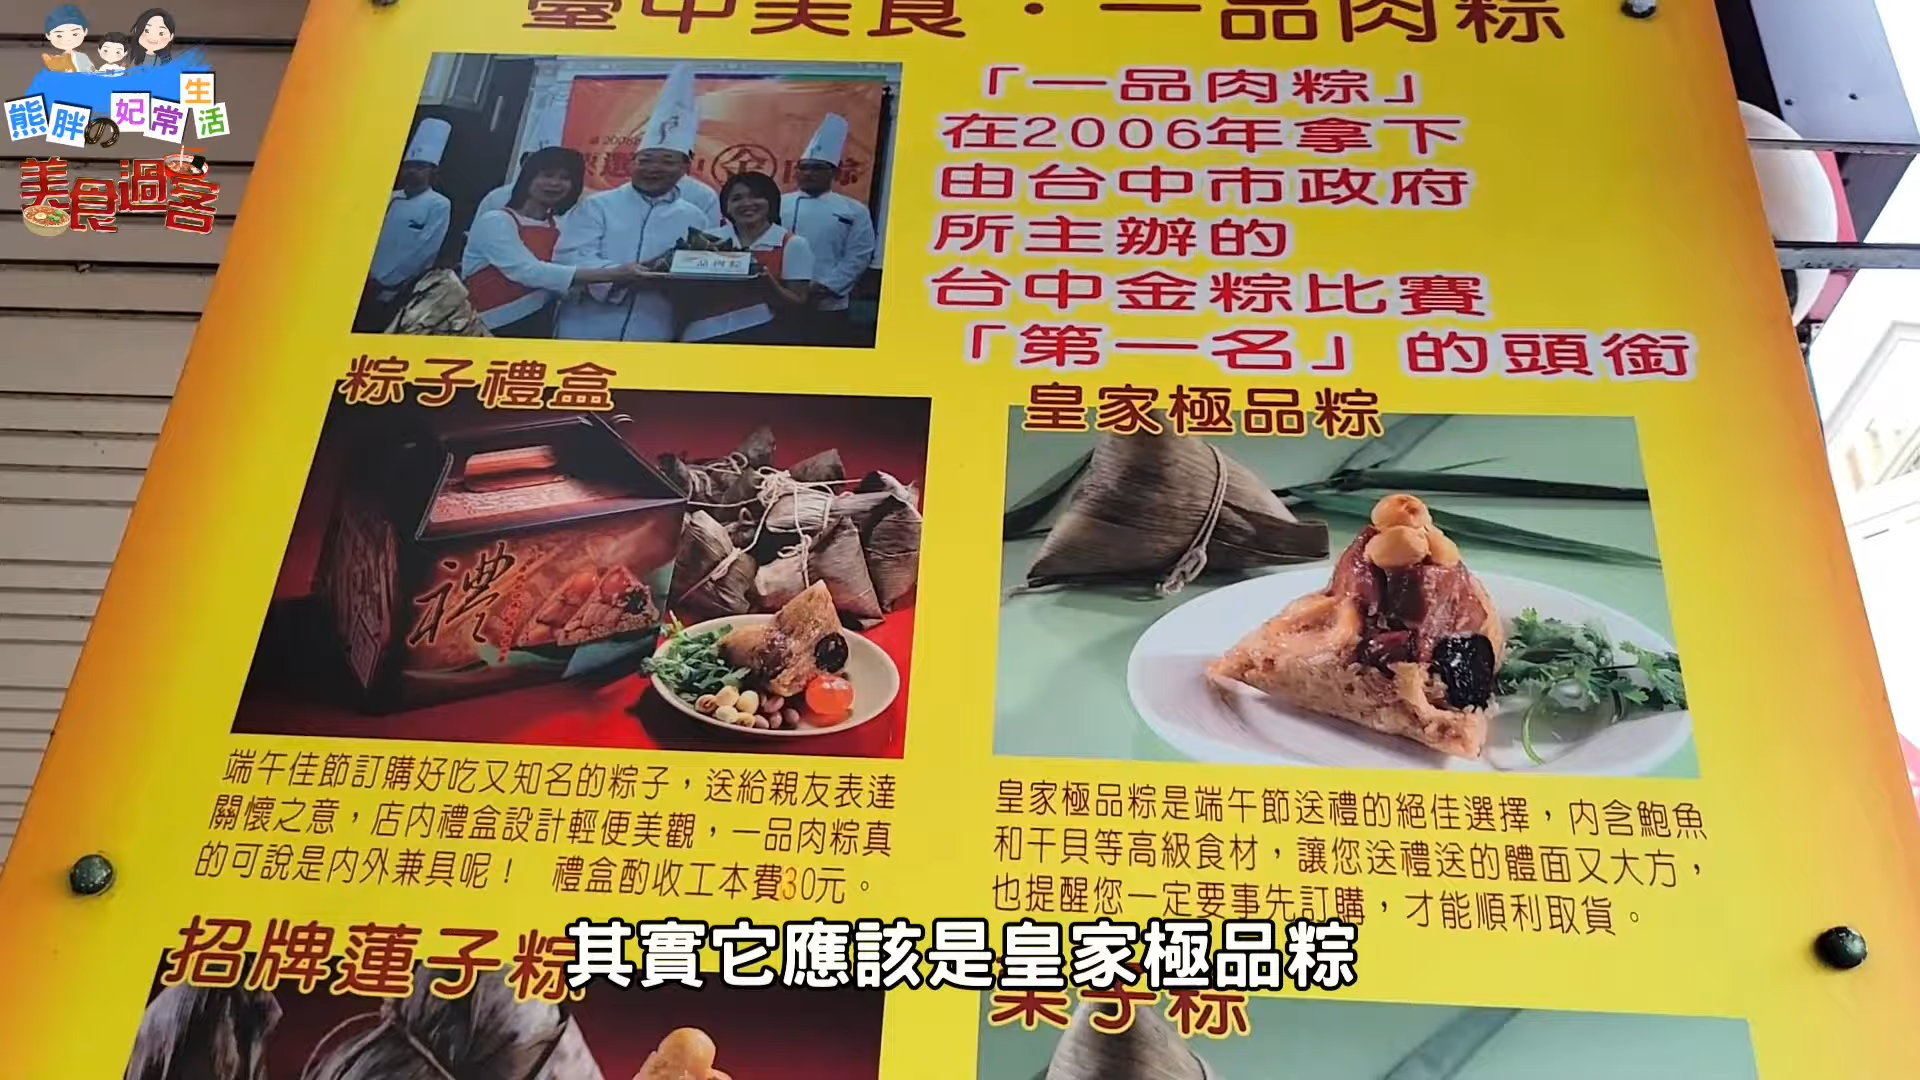 熊胖の妃常生活
美食過客
臺中美食·一品肉粽
「一品肉粽」
在2006年拿下
由台中市政府
所主辦的
台中金粽比賽
「第一名」的頭銜
一品肉粽
粽子禮盒
禮
皇家極品粽
端午佳節訂購好吃又知名的粽子，送給親友表達
關懷之意，店內禮盒設計輕便美觀，一品肉粽真
的可說是內外兼具呢！ 禮盒酌收工本費30元。
皇家極品粽是端午節送禮的絕佳選擇，內含鮑魚
和干貝等高級食材，讓您送禮送的體面又大方，
也提醒您一定要事先訂購，才能順利取貨。
招牌蓮子粽
栗子粽
其實它應該是皇家極品粽